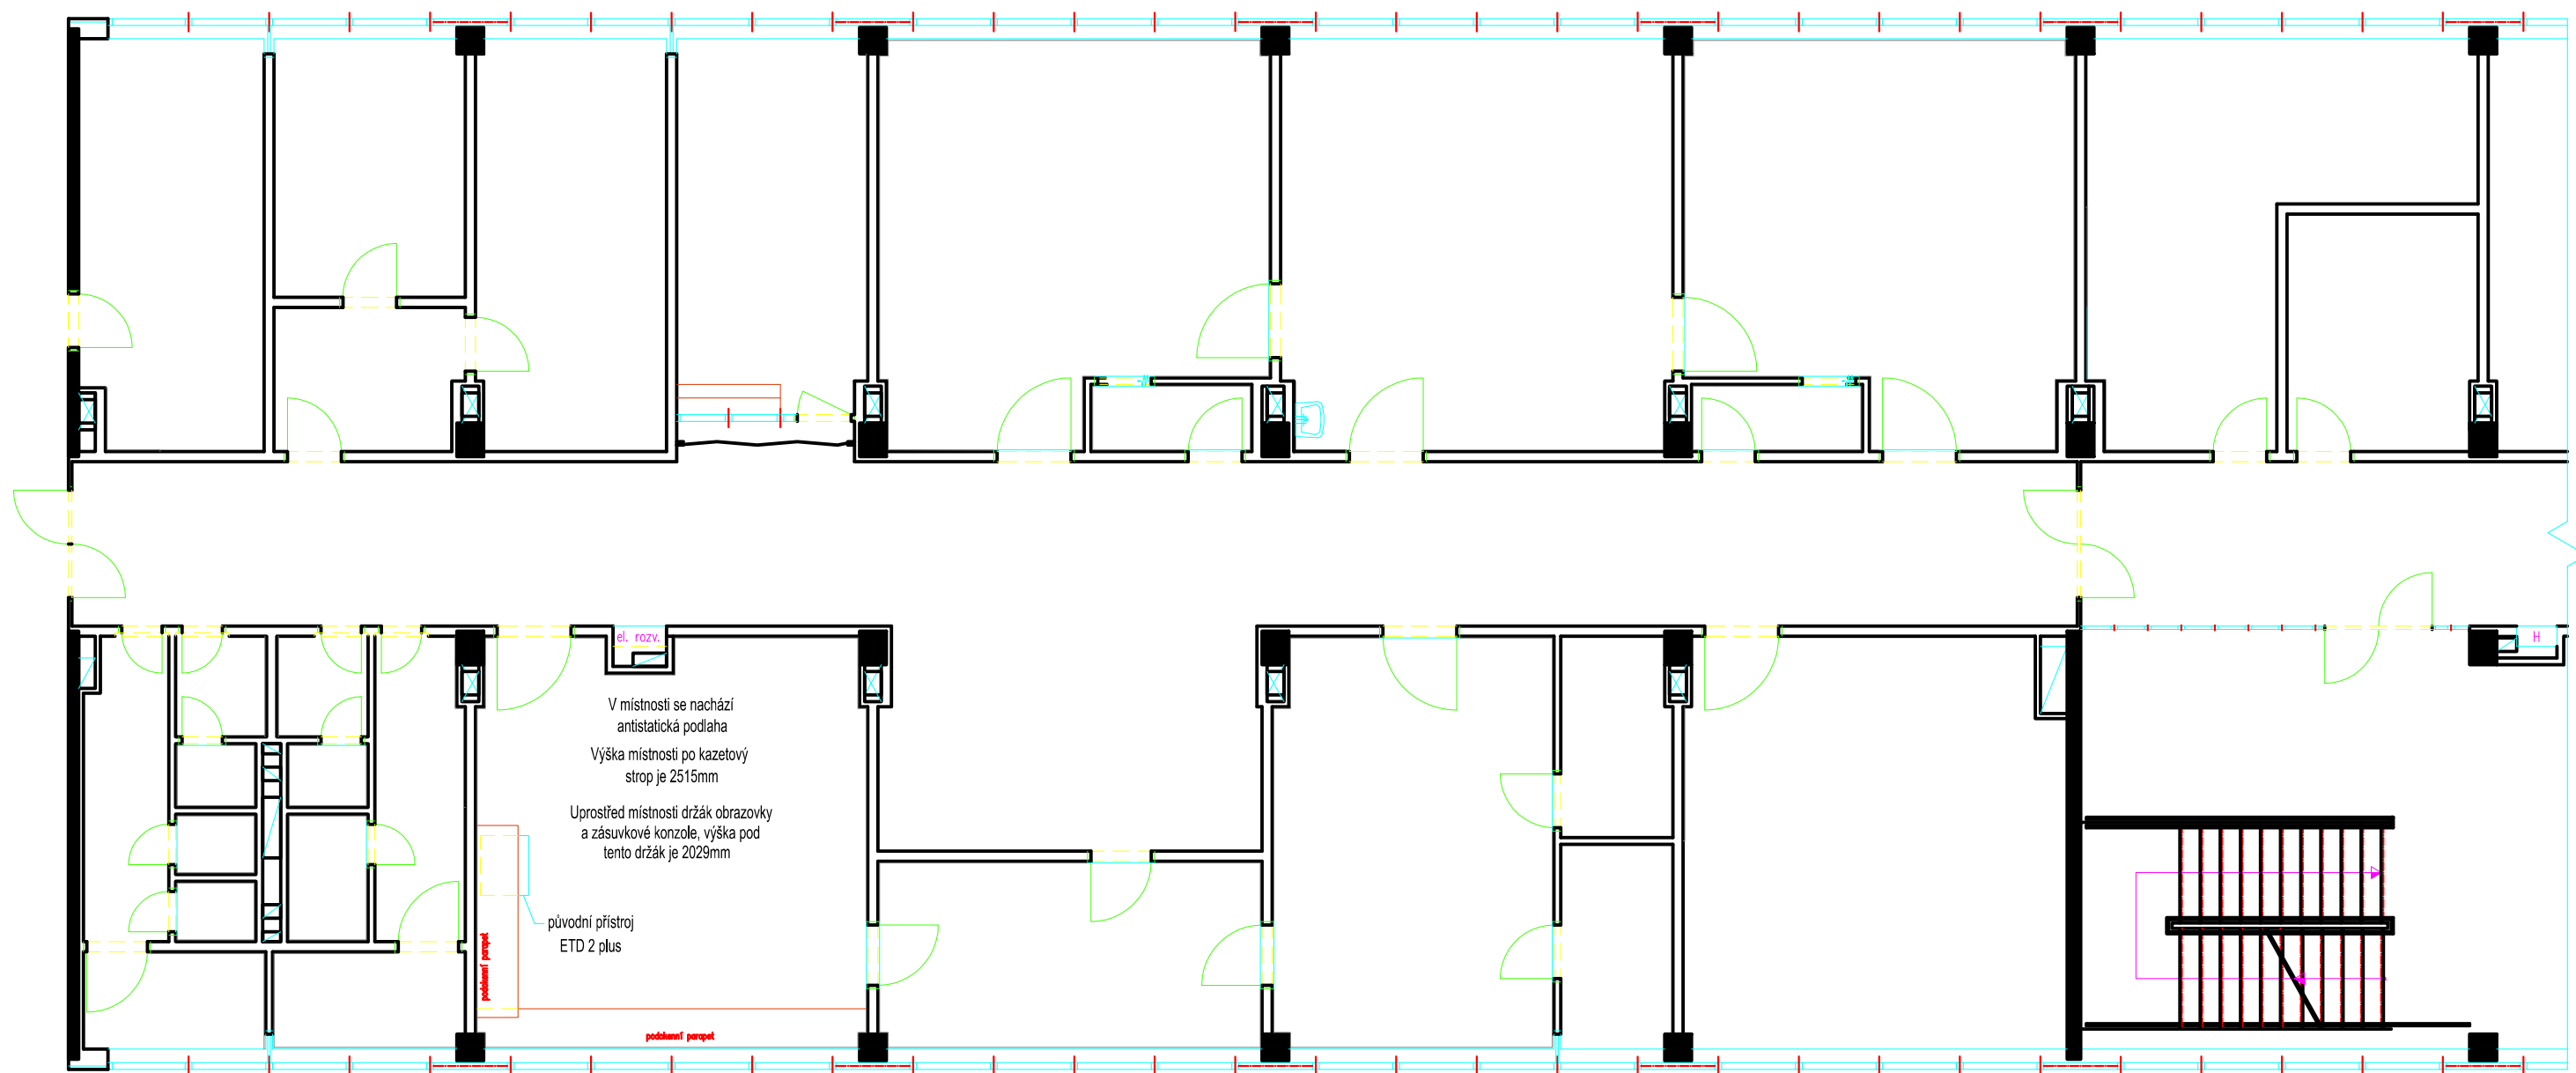 el. rozv.
H
V místnosti se nachází
antistatická podlaha
Výška místnosti po kazetový
strop je 2515mm
Uprostřed místnosti držák obrazovky
a zásuvkové konzole, výška pod
tento držák je 2029mm
původní přístroj
ETD 2 plus
podokenní parapet
podokenní parapet